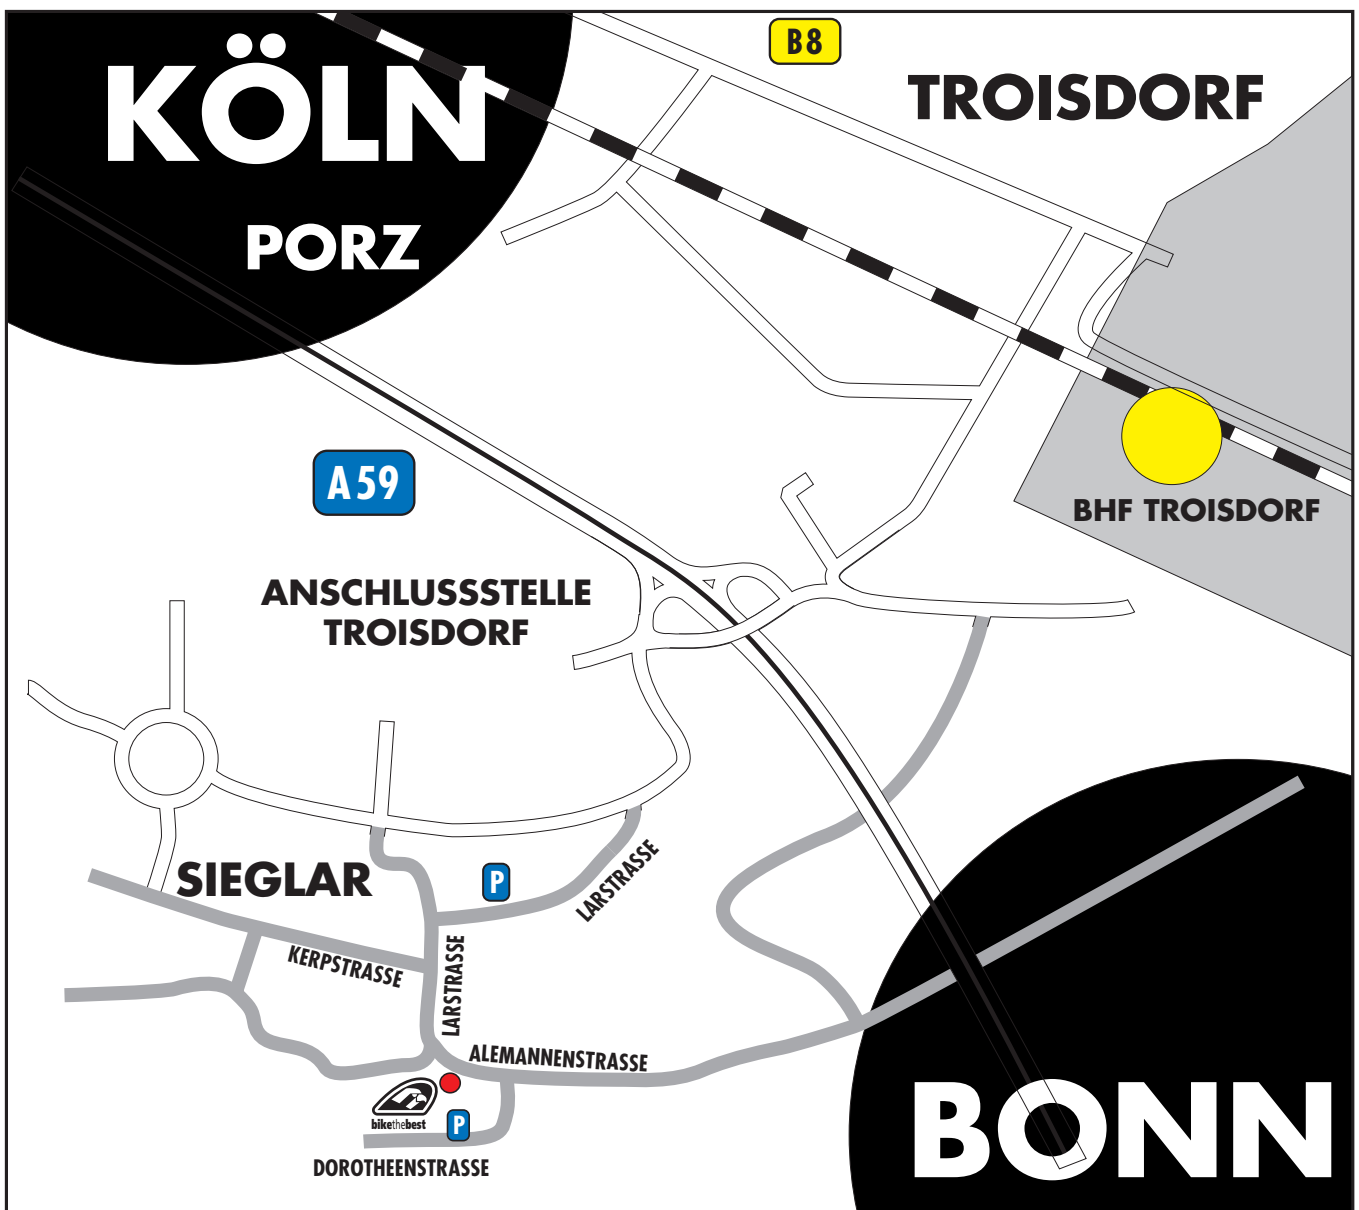 B8
KÖLN
TROISDORF
PORZ
A59
BHF TROISDORF
ANSCHLUSSSTELLE
TROISDORF
SIEGLAR
P
LARSTRASSE
KERPSTRASSE
LARSTRASSE
ALEMANNENSTRASSE
bikethebest
P
DOROTHEENSTRASSE
BONN